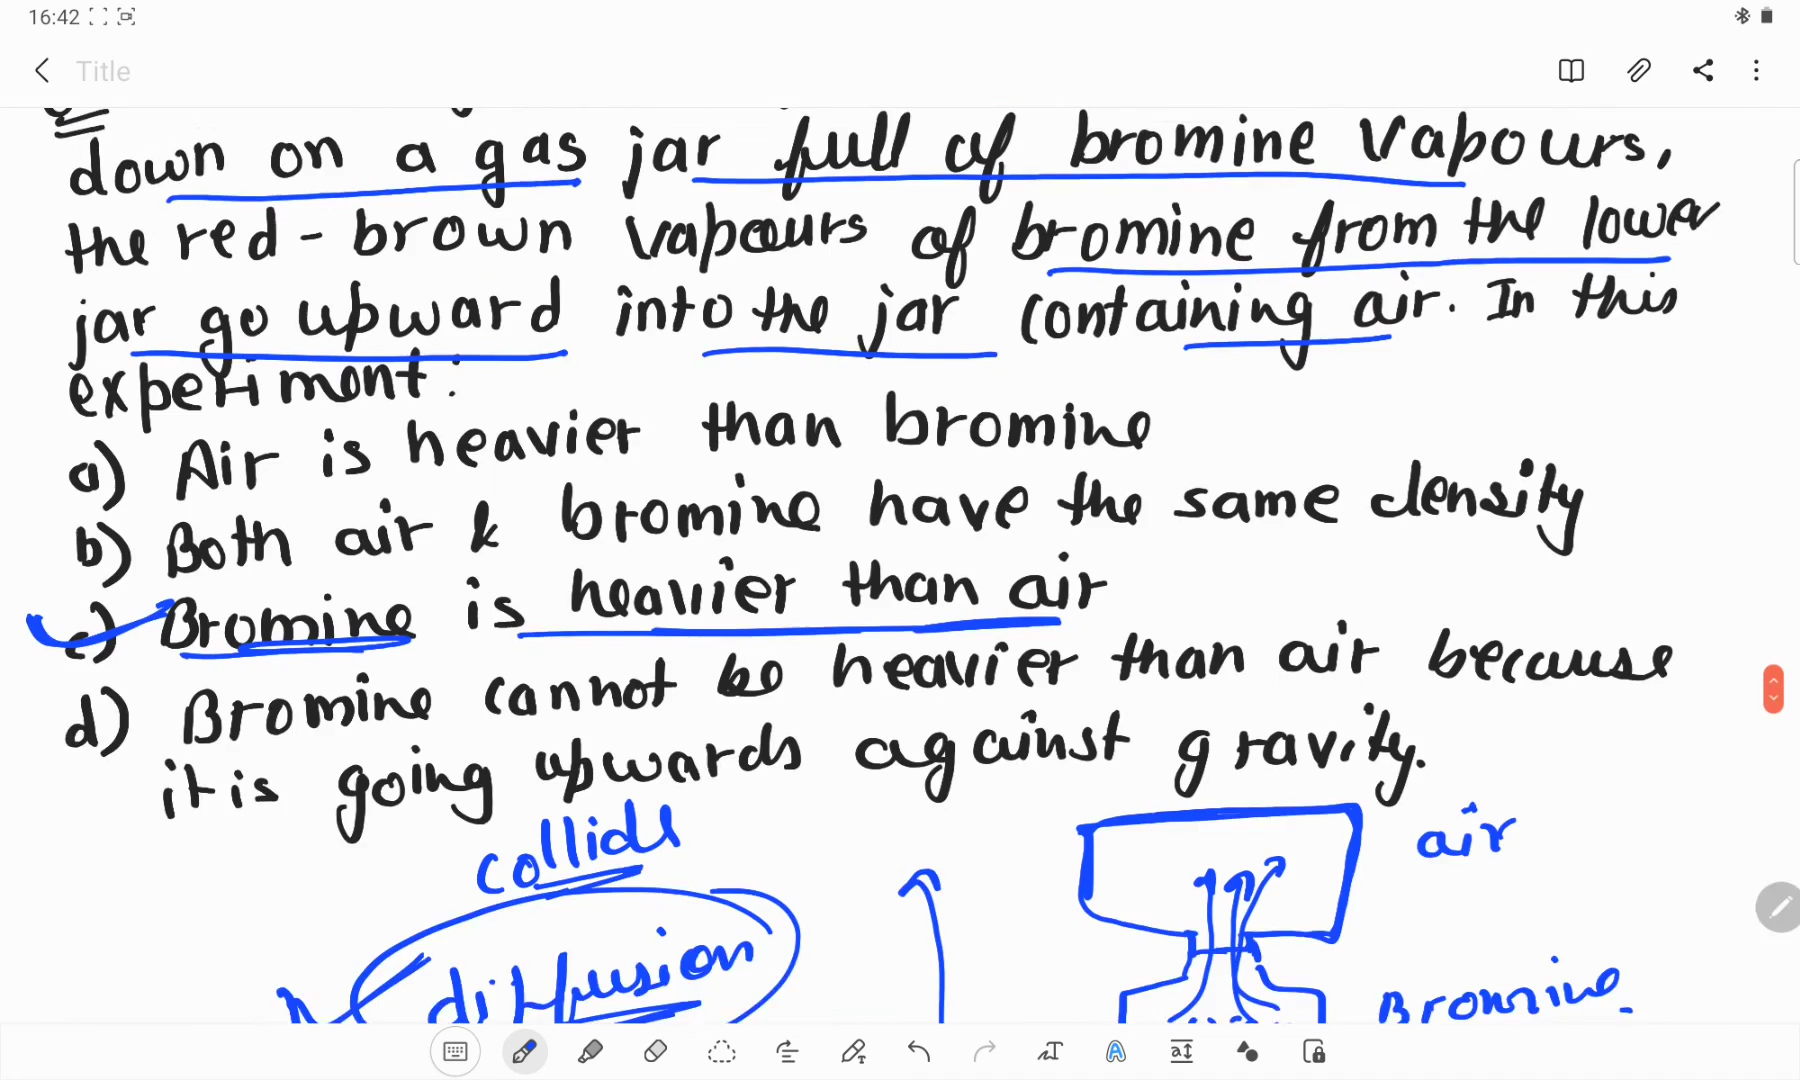 16:42
Title
down on a gas jar full of bromine vapours,
the red-brown vapours of bromine from the lower
jar go upward into the jar containing air. In this
experiment:
a) Air is heavier than bromine
b) Both air & bromine have the same density
c) Bromine is heavier than air
d) Bromine cannot be heavier than air because
it is going upwards against gravity.
collide
air
diffusion
Bromine.